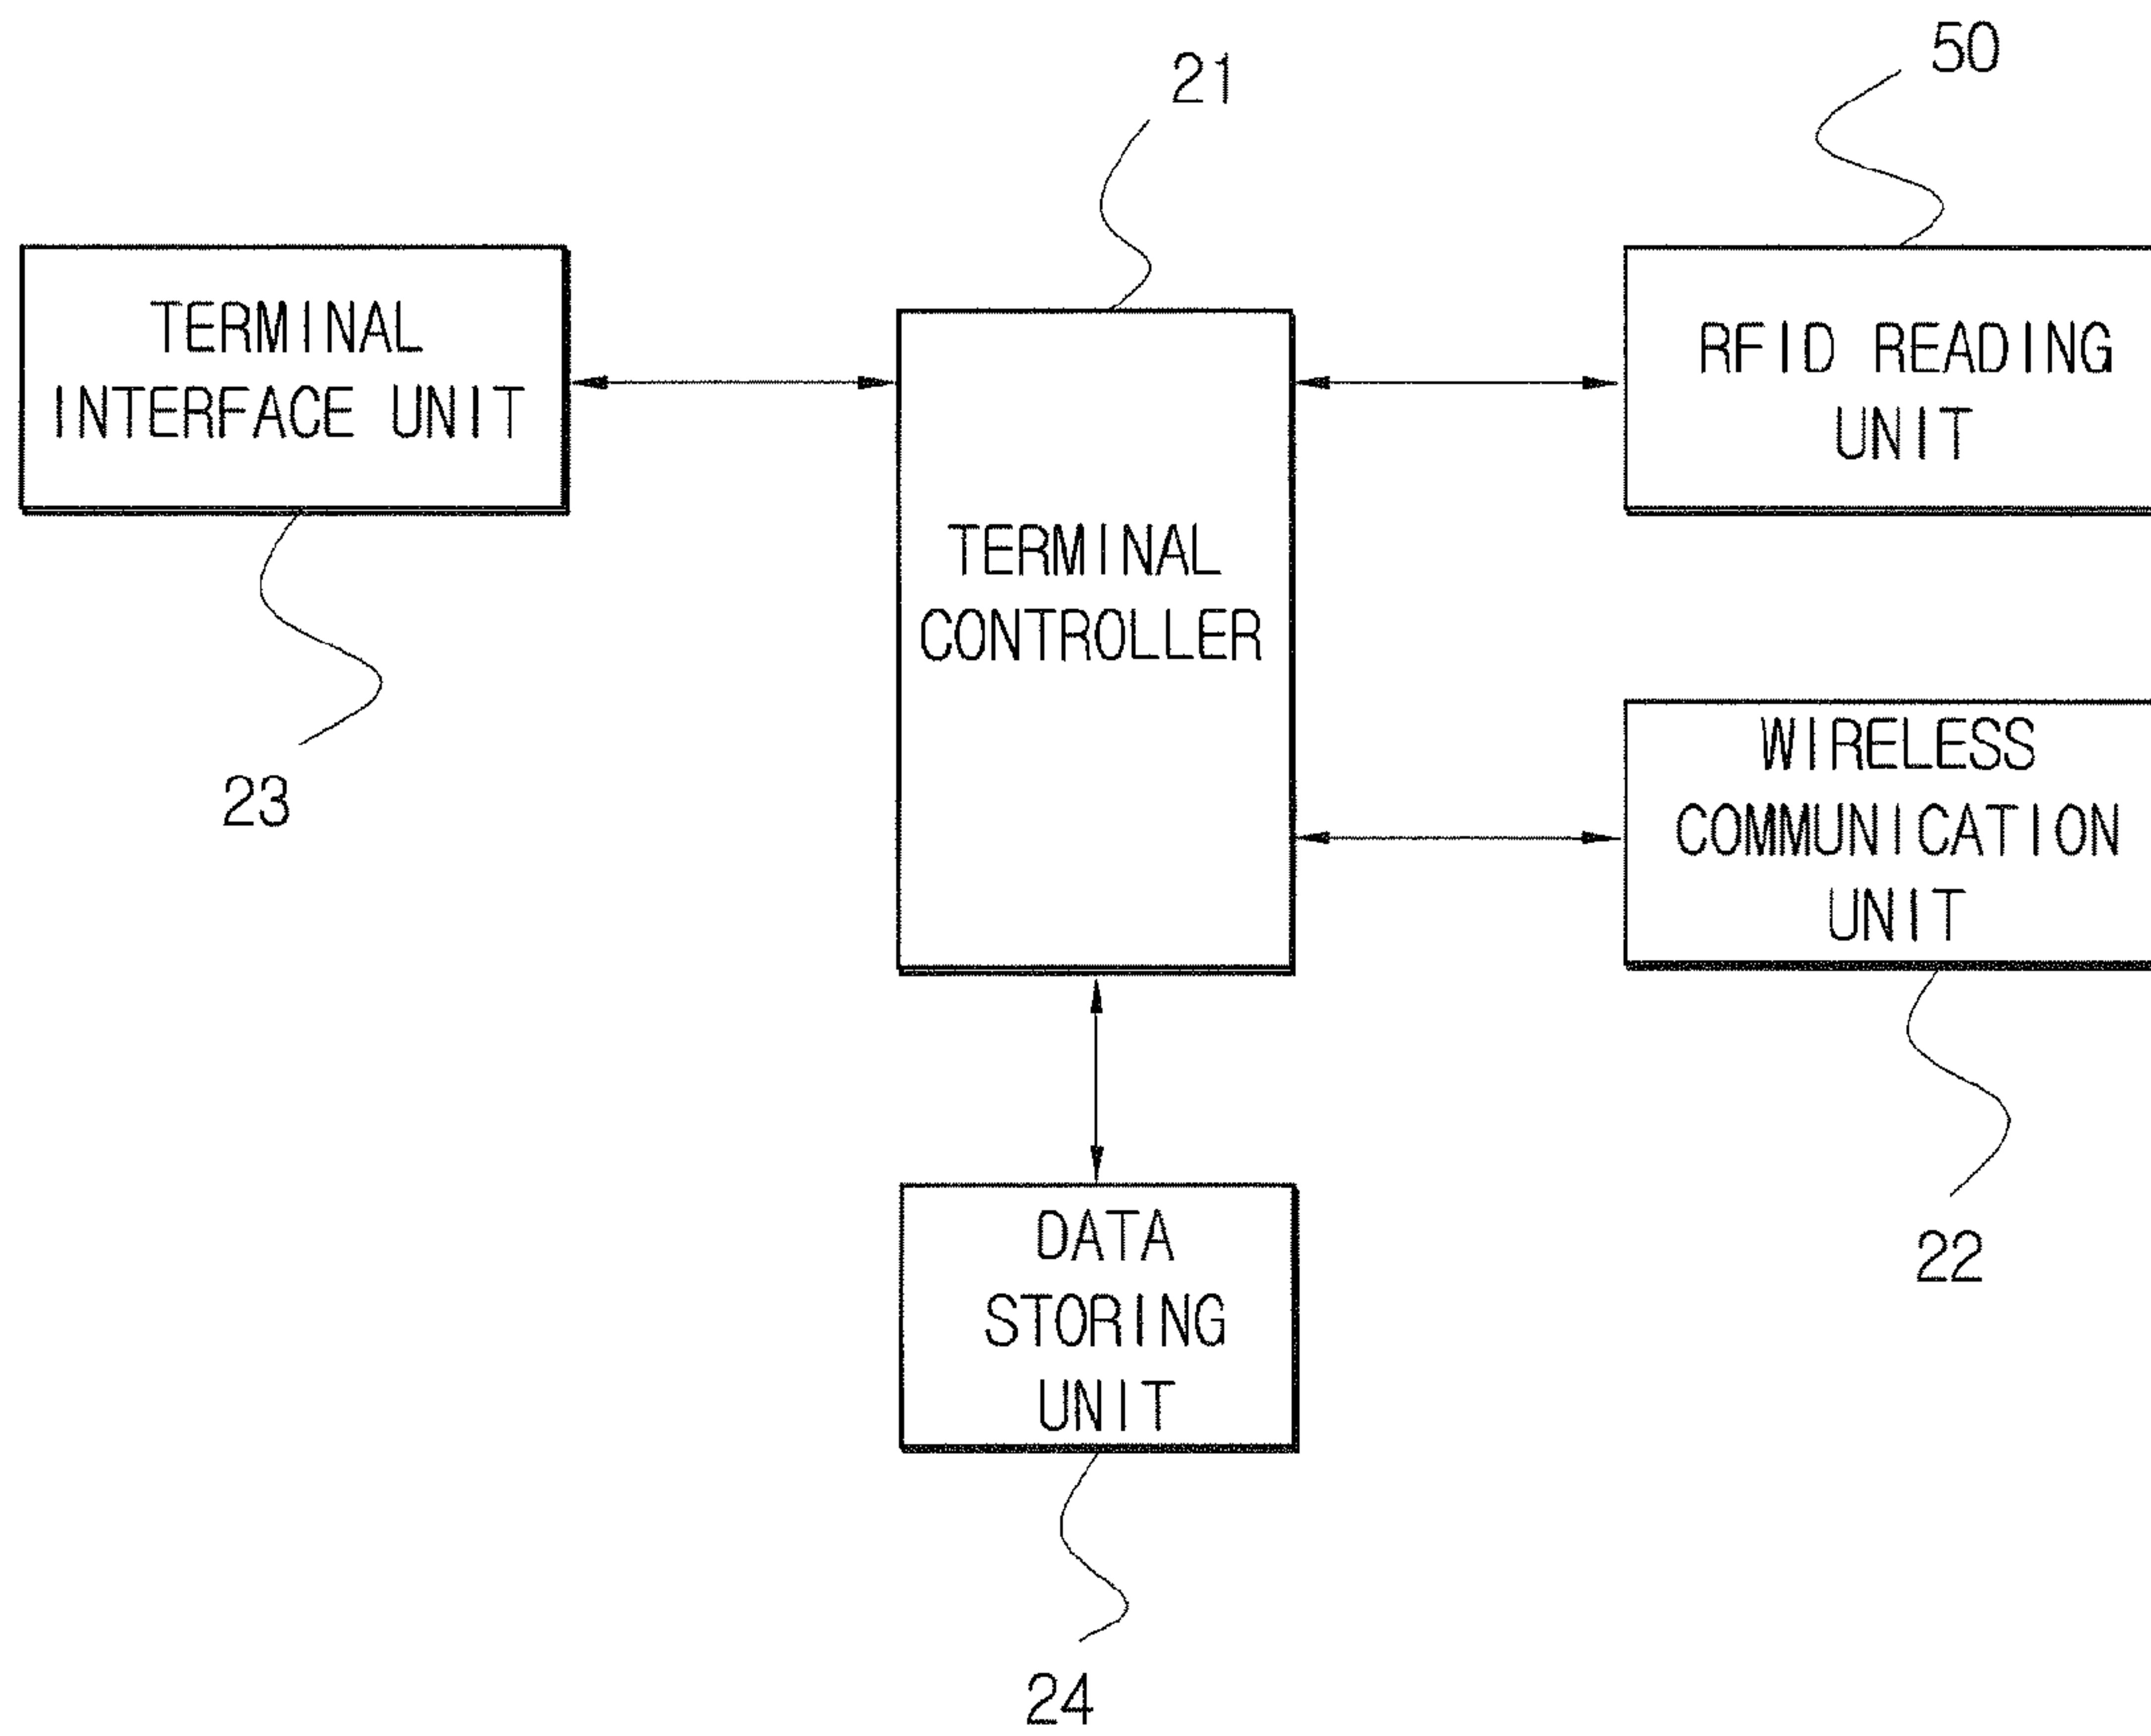 50
21
TERMINAL
INTERFACE UNIT
RFID READING
UNIT
TERMINAL
CONTROLLER
WIRELESS
COMMUNICATION
UNIT
23
DATA
STORING
UNIT
22
24